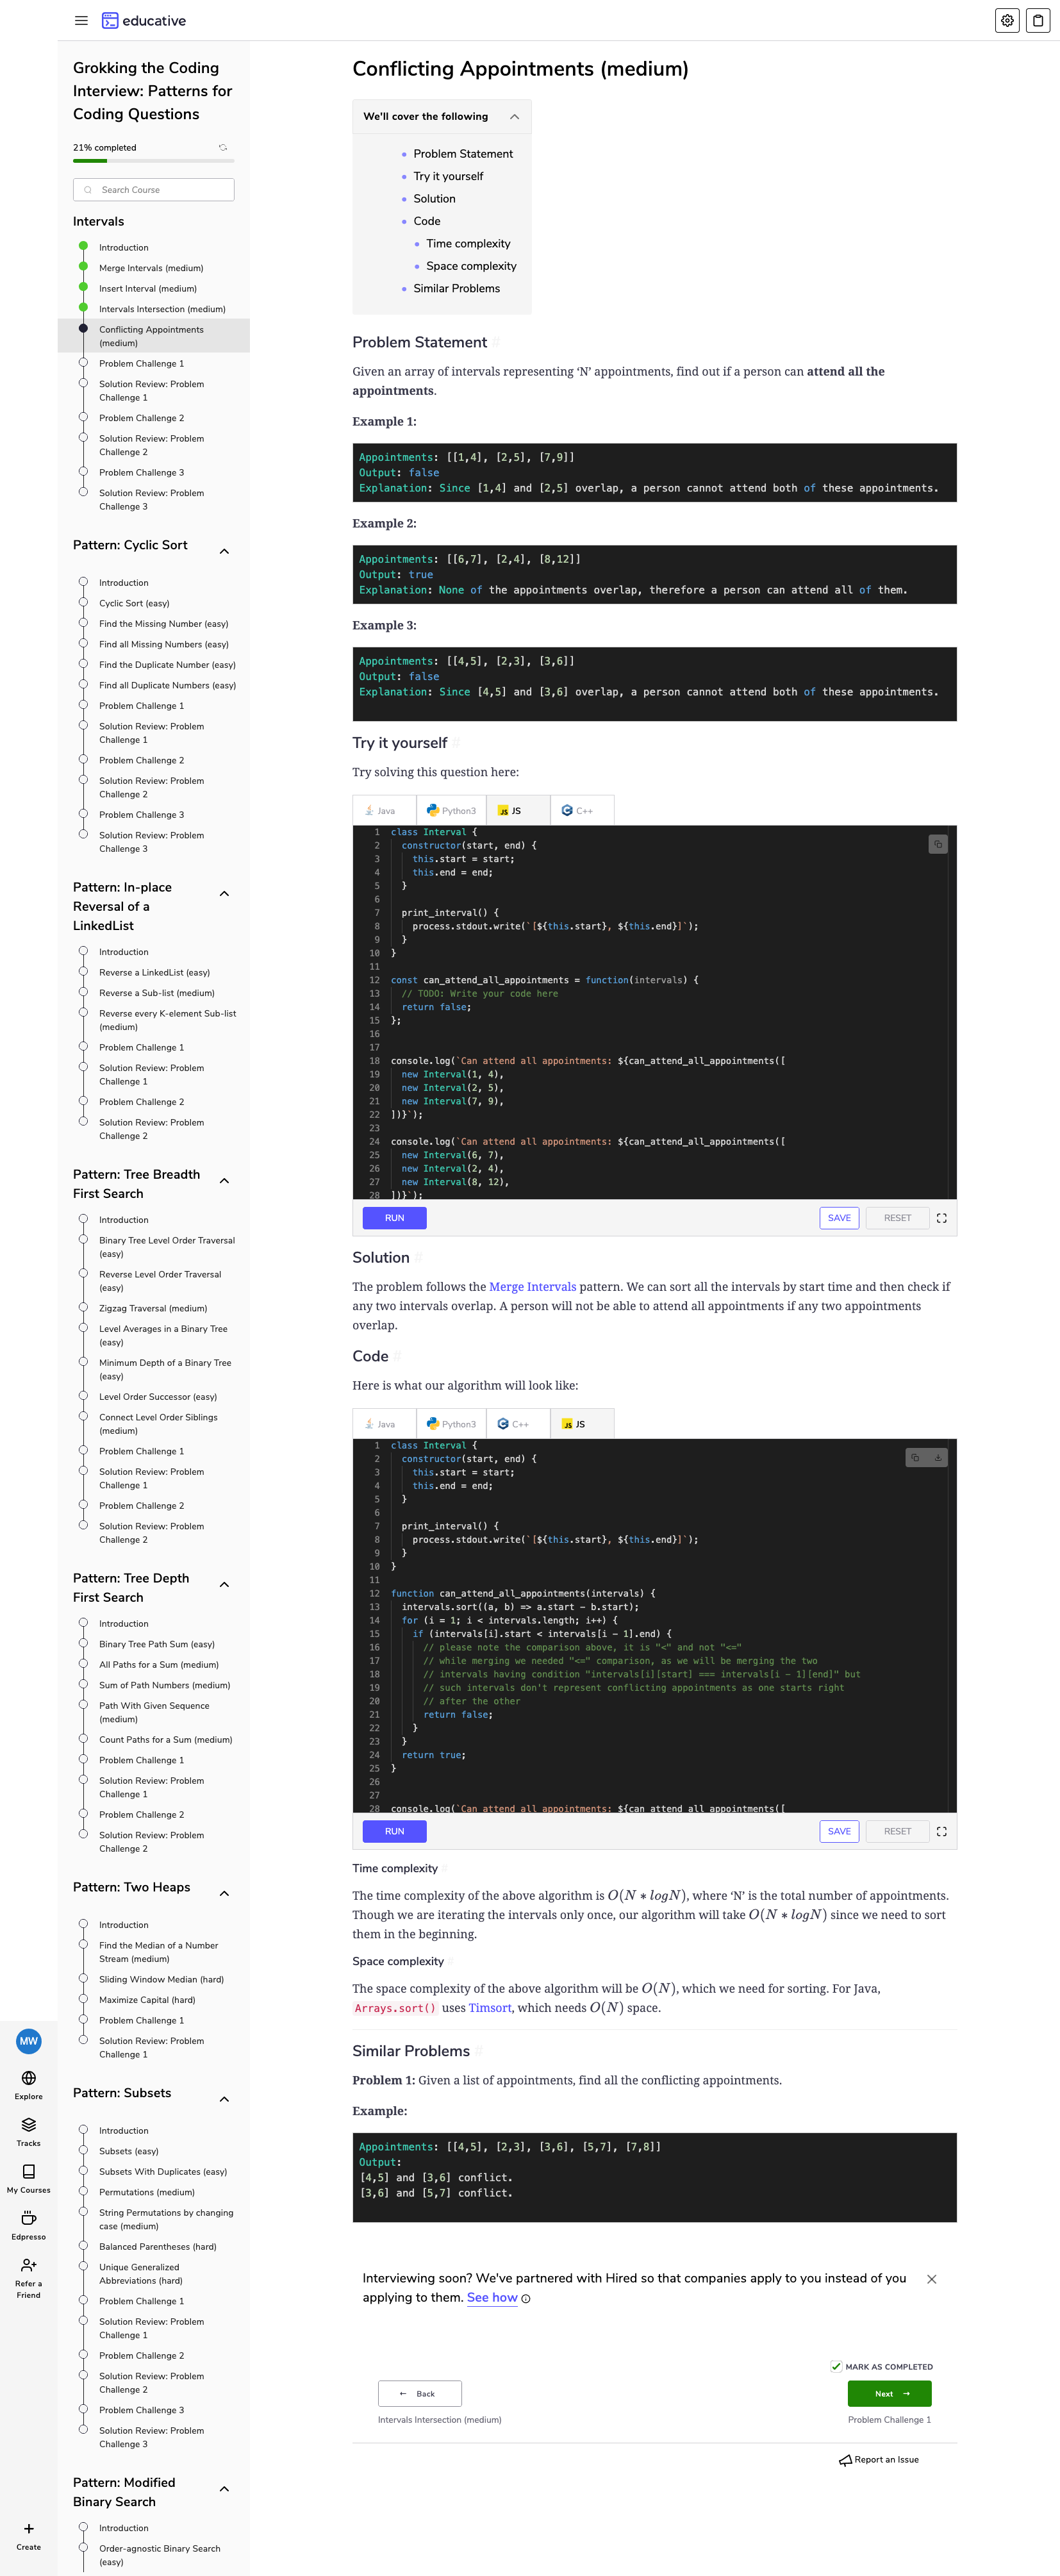 educative
Grokking the Coding
Interview: Patterns for
Coding Questions
21% completed
Search Course
Intervals
Introduction
Merge Intervals (medium)
Insert Interval (medium)
Intervals Intersection (medium)
Conflicting Appointments
(medium)
Problem Challenge 1
Solution Review: Problem
Challenge 1
Problem Challenge 2
Solution Review: Problem
Challenge 2
Problem Challenge 3
Solution Review: Problem
Challenge 3
Pattern: Cyclic Sort
Introduction
Cyclic Sort (easy)
Find the Missing Number (easy)
Find all Missing Numbers (easy)
Find the Duplicate Number (easy)
Find all Duplicate Numbers (easy)
Problem Challenge 1
Solution Review: Problem
Challenge 1
Problem Challenge 2
Solution Review: Problem
Challenge 2
Problem Challenge 3
Solution Review: Problem
Challenge 3
Pattern: In-place
Reversal of a
LinkedList
Introduction
Reverse a LinkedList (easy)
Reverse a Sub-list (medium)
Reverse every K-element Sub-list
(medium)
Problem Challenge 1
Solution Review: Problem
Challenge 1
Problem Challenge 2
Solution Review: Problem
Challenge 2
Pattern: Tree Breadth
First Search
Introduction
Binary Tree Level Order Traversal
(easy)
Reverse Level Order Traversal
(easy)
Zigzag Traversal (medium)
Level Averages in a Binary Tree
(easy)
Minimum Depth of a Binary Tree
(easy)
Level Order Successor (easy)
Connect Level Order Siblings
(medium)
Problem Challenge 1
Solution Review: Problem
Challenge 1
Problem Challenge 2
Solution Review: Problem
Challenge 2
Pattern: Tree Depth
First Search
Introduction
Binary Tree Path Sum (easy)
All Paths for a Sum (medium)
Sum of Path Numbers (medium)
Path With Given Sequence
(medium)
Count Paths for a Sum (medium)
Problem Challenge 1
Solution Review: Problem
Challenge 1
Problem Challenge 2
Solution Review: Problem
Challenge 2
Pattern: Two Heaps
Introduction
Find the Median of a Number
Stream (medium)
Sliding Window Median (hard)
Maximize Capital (hard)
Problem Challenge 1
Solution Review: Problem
Challenge 1
Pattern: Subsets
Introduction
Subsets (easy)
Subsets With Duplicates (easy)
Permutations (medium)
String Permutations by changing
case (medium)
Balanced Parentheses (hard)
Unique Generalized
Abbreviations (hard)
Problem Challenge 1
Solution Review: Problem
Challenge 1
Problem Challenge 2
Solution Review: Problem
Challenge 2
Problem Challenge 3
Solution Review: Problem
Challenge 3
Pattern: Modified
Binary Search
Introduction
Order-agnostic Binary Search
(easy)
MW
Explore
Tracks
My Courses
Edpresso
Refer a
Friend
Create
Conflicting Appointments (medium)
We'll cover the following
Problem Statement
Try it yourself
Solution
Code
Time complexity
Space complexity
Similar Problems
Problem Statement #
Given an array of intervals representing ‘N’ appointments, find out if a person can attend all the
appointments.
Example 1:
Appointments: [[1,4], [2,5], [7,9]]
Output: false
Explanation: Since [1,4] and [2,5] overlap, a person cannot attend both of these appointments.
Example 2:
Appointments: [[6,7], [2,4], [8,12]]
Output: true
Explanation: None of the appointments overlap, therefore a person can attend all of them.
Example 3:
Appointments: [[4,5], [2,3], [3,6]]
Output: false
Explanation: Since [4,5] and [3,6] overlap, a person cannot attend both of these appointments.
Try it yourself #
Try solving this question here:
Java Python3 JS JS C++
1 class Interval {
2 constructor(start, end) {
3 this.start = start;
4 this.end = end;
5 }
6
7 print_interval() {
8 process.stdout.write(`[${this.start}, ${this.end}]`);
9 }
10 }
11
12 const can_attend_all_appointments = function(intervals) {
13 // TODO: Write your code here
14 return false;
15 };
16
17
18 console.log(`Can attend all appointments: ${can_attend_all_appointments([
19 new Interval(1, 4),
20 new Interval(2, 5),
21 new Interval(7, 9),
22 ])}`);
23
24 console.log(`Can attend all appointments: ${can_attend_all_appointments([
25 new Interval(6, 7),
26 new Interval(2, 4),
27 new Interval(8, 12),
28 ])}`);
RUN SAVE RESET
Solution #
The problem follows the Merge Intervals pattern. We can sort all the intervals by start time and then check if
any two intervals overlap. A person will not be able to attend all appointments if any two appointments
overlap.
Code #
Here is what our algorithm will look like:
Java Python3 C++ JS JS
1 class Interval {
2 constructor(start, end) {
3 this.start = start;
4 this.end = end;
5 }
6
7 print_interval() {
8 process.stdout.write(`[${this.start}, ${this.end}]`);
9 }
10 }
11
12 function can_attend_all_appointments(intervals) {
13 intervals.sort((a, b) => a.start - b.start);
14 for (i = 1; i < intervals.length; i++) {
15 if (intervals[i].start < intervals[i - 1].end) {
16 // please note the comparison above, it is "<" and not "<="
17 // while merging we needed "<=" comparison, as we will be merging the two
18 // intervals having condition "intervals[i][start] === intervals[i - 1][end]" but
19 // such intervals don't represent conflicting appointments as one starts right
20 // after the other
21 return false;
22 }
23 }
24 return true;
25 }
26
27
28 console.log(`Can attend all appointments: ${can_attend_all_appointments([
RUN SAVE RESET
Time complexity #
The time complexity of the above algorithm is O(N ∗ logN), where ‘N’ is the total number of appointments.
Though we are iterating the intervals only once, our algorithm will take O(N ∗ logN) since we need to sort
them in the beginning.
Space complexity #
The space complexity of the above algorithm will be O(N), which we need for sorting. For Java,
Arrays.sort() uses Timsort, which needs O(N) space.
Similar Problems #
Problem 1: Given a list of appointments, find all the conflicting appointments.
Example:
Appointments: [[4,5], [2,3], [3,6], [5,7], [7,8]]
Output:
[4,5] and [3,6] conflict.
[3,6] and [5,7] conflict.
Interviewing soon? We've partnered with Hired so that companies apply to you instead of you
applying to them. See how
MARK AS COMPLETED
← Back
Next →
Intervals Intersection (medium)
Problem Challenge 1
Report an Issue